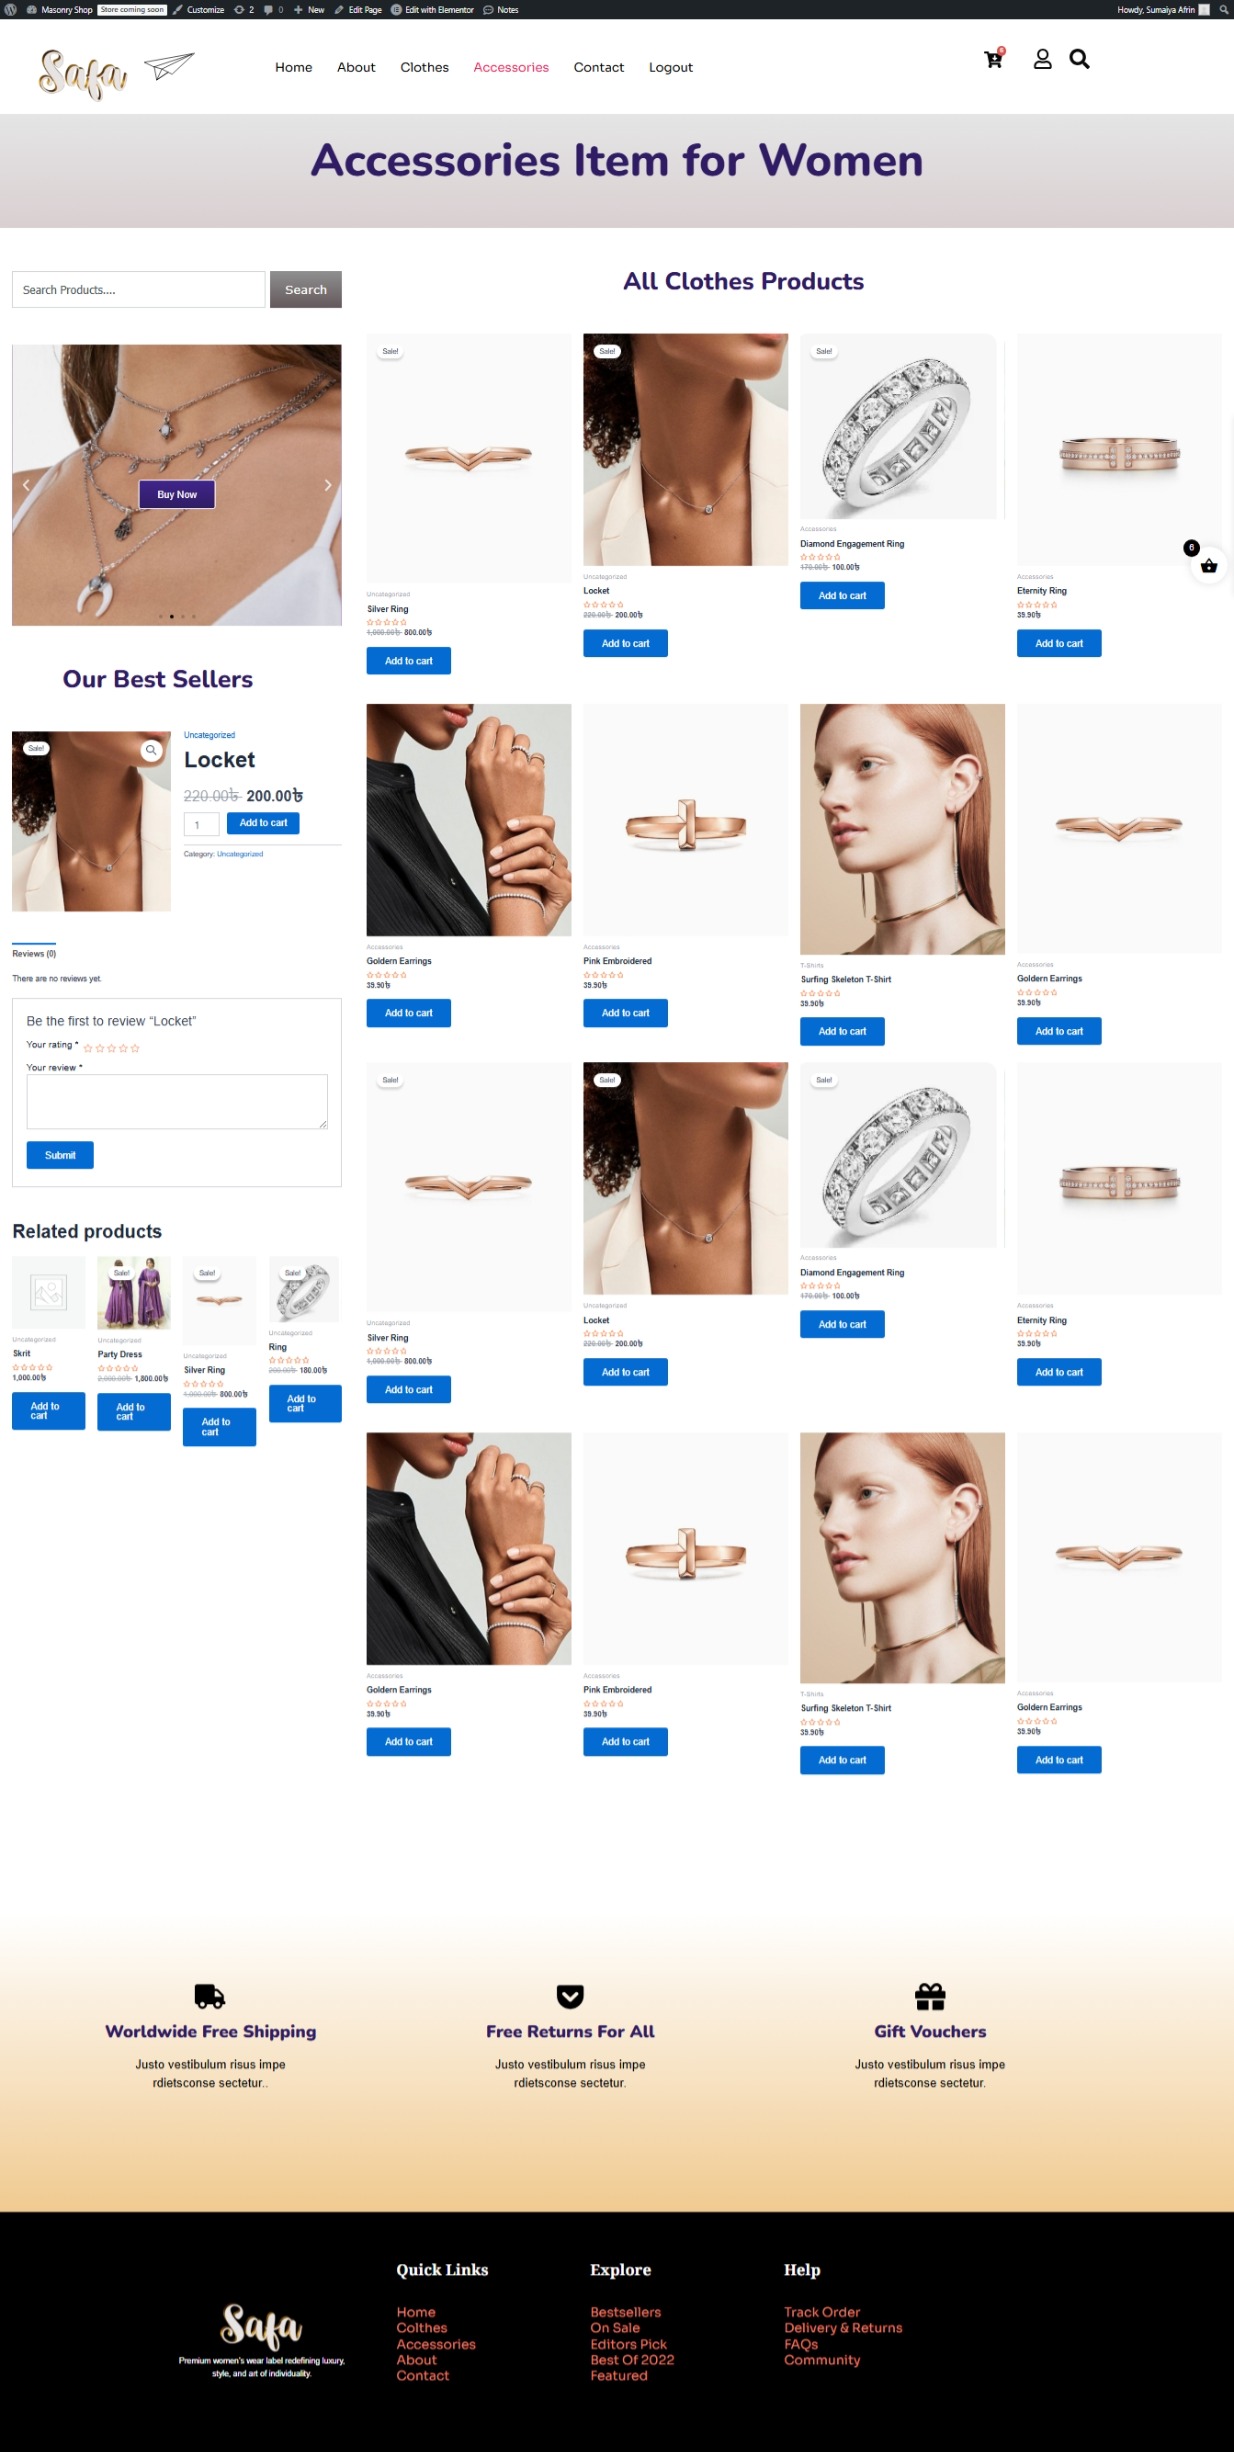 Masonry Shop Store coming soon Customize 2 0 New Edit Page Edit with Elementor Notes Howdy, Sumaiya Afrin
Safa
Home About Clothes Accessories Contact Logout
Accessories Item for Women
Search Products.... Search
All Clothes Products
Buy Now
Sale! Sale! Sale!
Uncategorized
Silver Ring
1,000.00৳ 800.00৳
Add to cart
Uncategorized
Locket
220.00৳ 200.00৳
Add to cart
Accessories
Diamond Engagement Ring
170.00৳ 100.00৳
Add to cart
Accessories
Eternity Ring
39.90৳
Add to cart
6
Our Best Sellers
Sale!
Uncategorized
Locket
220.00৳ 200.00৳
1 Add to cart
Category: Uncategorized
Reviews (0)
There are no reviews yet.
Be the first to review “Locket”
Your rating *
Your review *
Submit
Related products
Uncategorized
Skrit
1,000.00৳
Add to
cart
Sale!
Uncategorized
Party Dress
2,000.00৳ 1,800.00৳
Add to
cart
Sale!
Uncategorized
Silver Ring
1,000.00৳ 800.00৳
Add to
cart
Sale!
Uncategorized
Ring
200.00৳ 180.00৳
Add to
cart
Accessories
Goldern Earrings
39.90৳
Add to cart
Accessories
Pink Embroidered
39.90৳
Add to cart
T-Shirts
Surfing Skeleton T-Shirt
39.90৳
Add to cart
Accessories
Goldern Earrings
39.90৳
Add to cart
Sale! Sale! Sale!
Uncategorized
Silver Ring
1,000.00৳ 800.00৳
Add to cart
Uncategorized
Locket
220.00৳ 200.00৳
Add to cart
Accessories
Diamond Engagement Ring
170.00৳ 100.00৳
Add to cart
Accessories
Eternity Ring
39.90৳
Add to cart
Accessories
Goldern Earrings
39.90৳
Add to cart
Accessories
Pink Embroidered
39.90৳
Add to cart
T-Shirts
Surfing Skeleton T-Shirt
39.90৳
Add to cart
Accessories
Goldern Earrings
39.90৳
Add to cart
Worldwide Free Shipping
Justo vestibulum risus impe
rdietsconse sectetur..
Free Returns For All
Justo vestibulum risus impe
rdietsconse sectetur.
Gift Vouchers
Justo vestibulum risus impe
rdietsconse sectetur.
Safa
Premium women's wear label redefining luxury,
style, and art of individuality.
Quick Links
Home
Colthes
Accessories
About
Contact
Explore
Bestsellers
On Sale
Editors Pick
Best Of 2022
Featured
Help
Track Order
Delivery & Returns
FAQs
Community